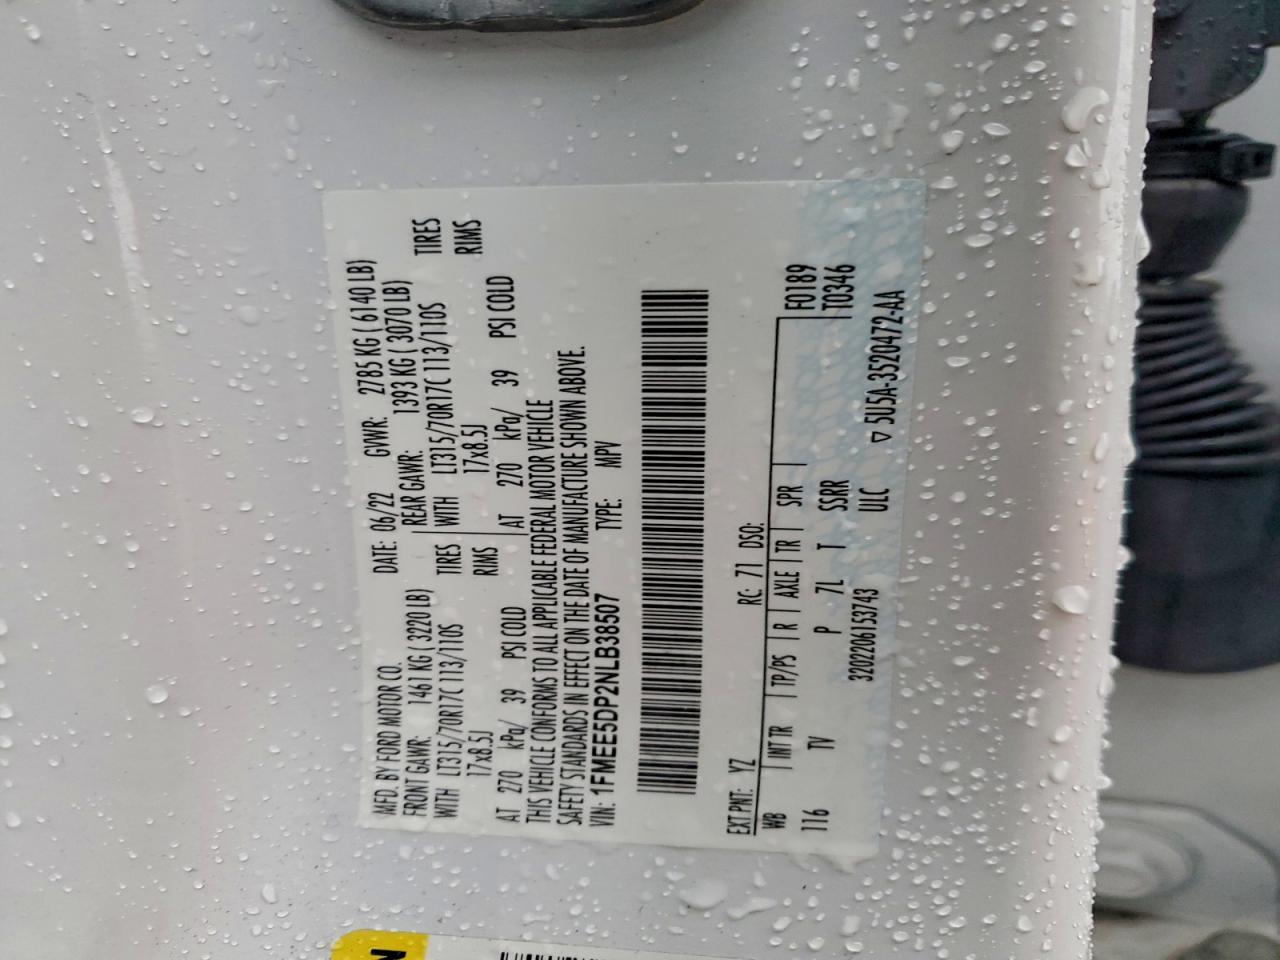 MFD. BY FORD MOTOR CO.
DATE: 06/22 GVWR: 2785 KG ( 6140 LB)
FRONT GAWR: 1461 KG ( 3220 LB) REAR GAWR: 1393 KG ( 3070 LB)
WITH LT315/70R17C 113/110S TIRES WITH LT315/70R17C 113/110S TIRES
17x8.5J RIMS 17x8.5J RIMS
AT 270 kPa/ 39 PSI COLD AT 270 kPa/ 39 PSI COLD
THIS VEHICLE CONFORMS TO ALL APPLICABLE FEDERAL MOTOR VEHICLE
SAFETY STANDARDS IN EFFECT ON THE DATE OF MANUFACTURE SHOWN ABOVE.
VIN: 1FMEE5DP2NLB38507 TYPE: MPV
EXT PNT: YZ RC: 71 DSO:
WB INT TR TP/PS R AXLE TR SPR F0189
116 TV P 7L T SSRR T0346
3202206153743 ULC ▽ 5U5A-3520472-AA
N